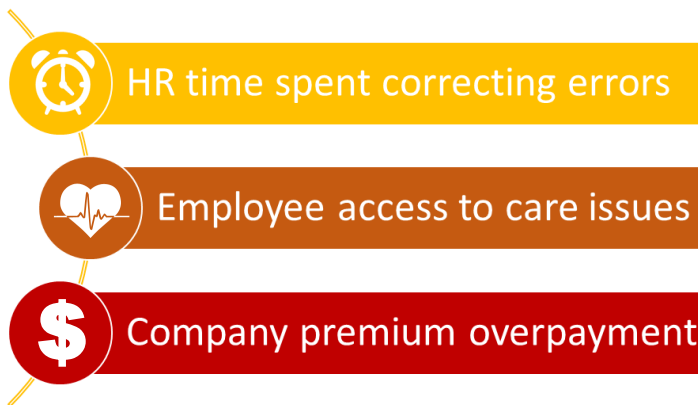 HR time spent correcting errors
Employee access to care issues
$
Company premium overpayment